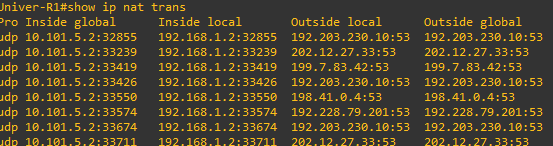 Univer-R1#show ip nat trans
Pro Inside global Inside local Outside local Outside global
udp 10.101.5.2:32855 192.168.1.2:32855 192.203.230.10:53 192.203.230.10:53
udp 10.101.5.2:33239 192.168.1.2:33239 202.12.27.33:53 202.12.27.33:53
udp 10.101.5.2:33419 192.168.1.2:33419 199.7.83.42:53 199.7.83.42:53
udp 10.101.5.2:33426 192.168.1.2:33426 192.203.230.10:53 192.203.230.10:53
udp 10.101.5.2:33550 192.168.1.2:33550 198.41.0.4:53 198.41.0.4:53
udp 10.101.5.2:33574 192.168.1.2:33574 192.228.79.201:53 192.228.79.201:53
udp 10.101.5.2:33674 192.168.1.2:33674 192.203.230.10:53 192.203.230.10:53
udp 10.101.5.2:33711 192.168.1.2:33711 202.12.27.33:53 202.12.27.33:53